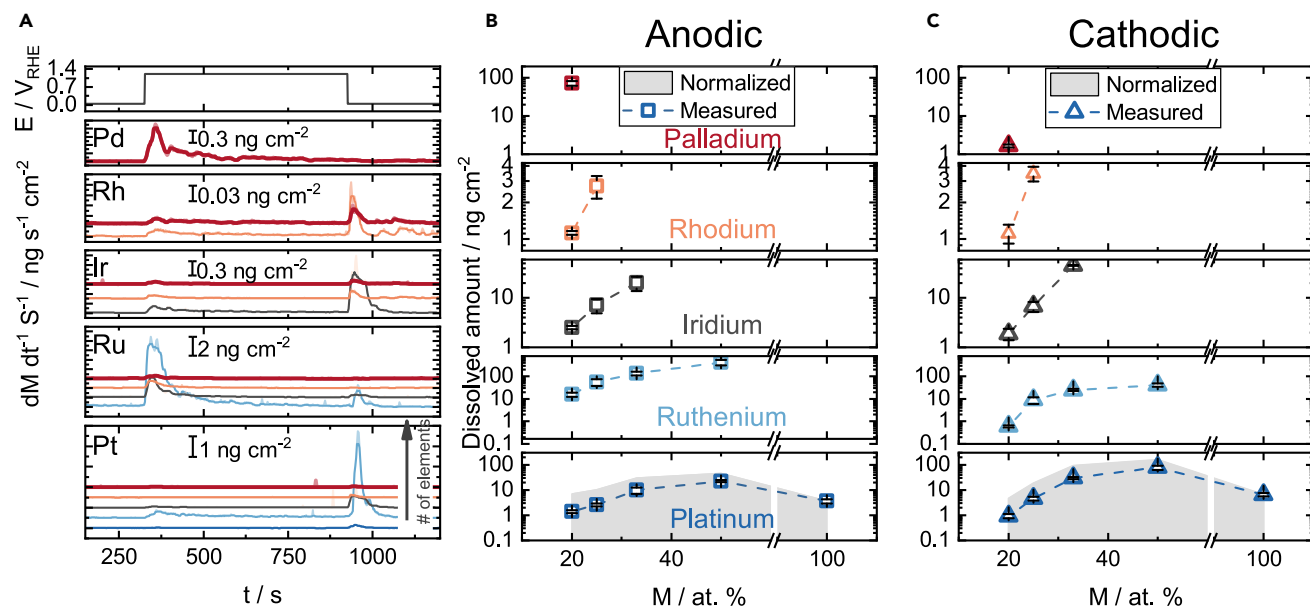 A
E / V_RHE
1.4
0.7
0.0
dM dt⁻¹ S⁻¹ / ng s⁻¹ cm⁻²
Pd
0.3 ng cm⁻²
Rh
0.03 ng cm⁻²
Ir
0.3 ng cm⁻²
Ru
2 ng cm⁻²
Pt
1 ng cm⁻²
# of elements
250 500 750 1000
t / s
B
Anodic
Dissolved amount / ng cm⁻²
Normalized
Measured
100
10
1
Palladium
4
3
2
1
Rhodium
10
1
Iridium
100
10
1
0.1
Ruthenium
100
10
1
0.1
Platinum
20 40 100
M / at. %
C
Cathodic
Normalized
Measured
100
10
1
4
3
2
1
10
1
100
10
1
0.1
100
10
1
0.1
20 40 100
M / at. %